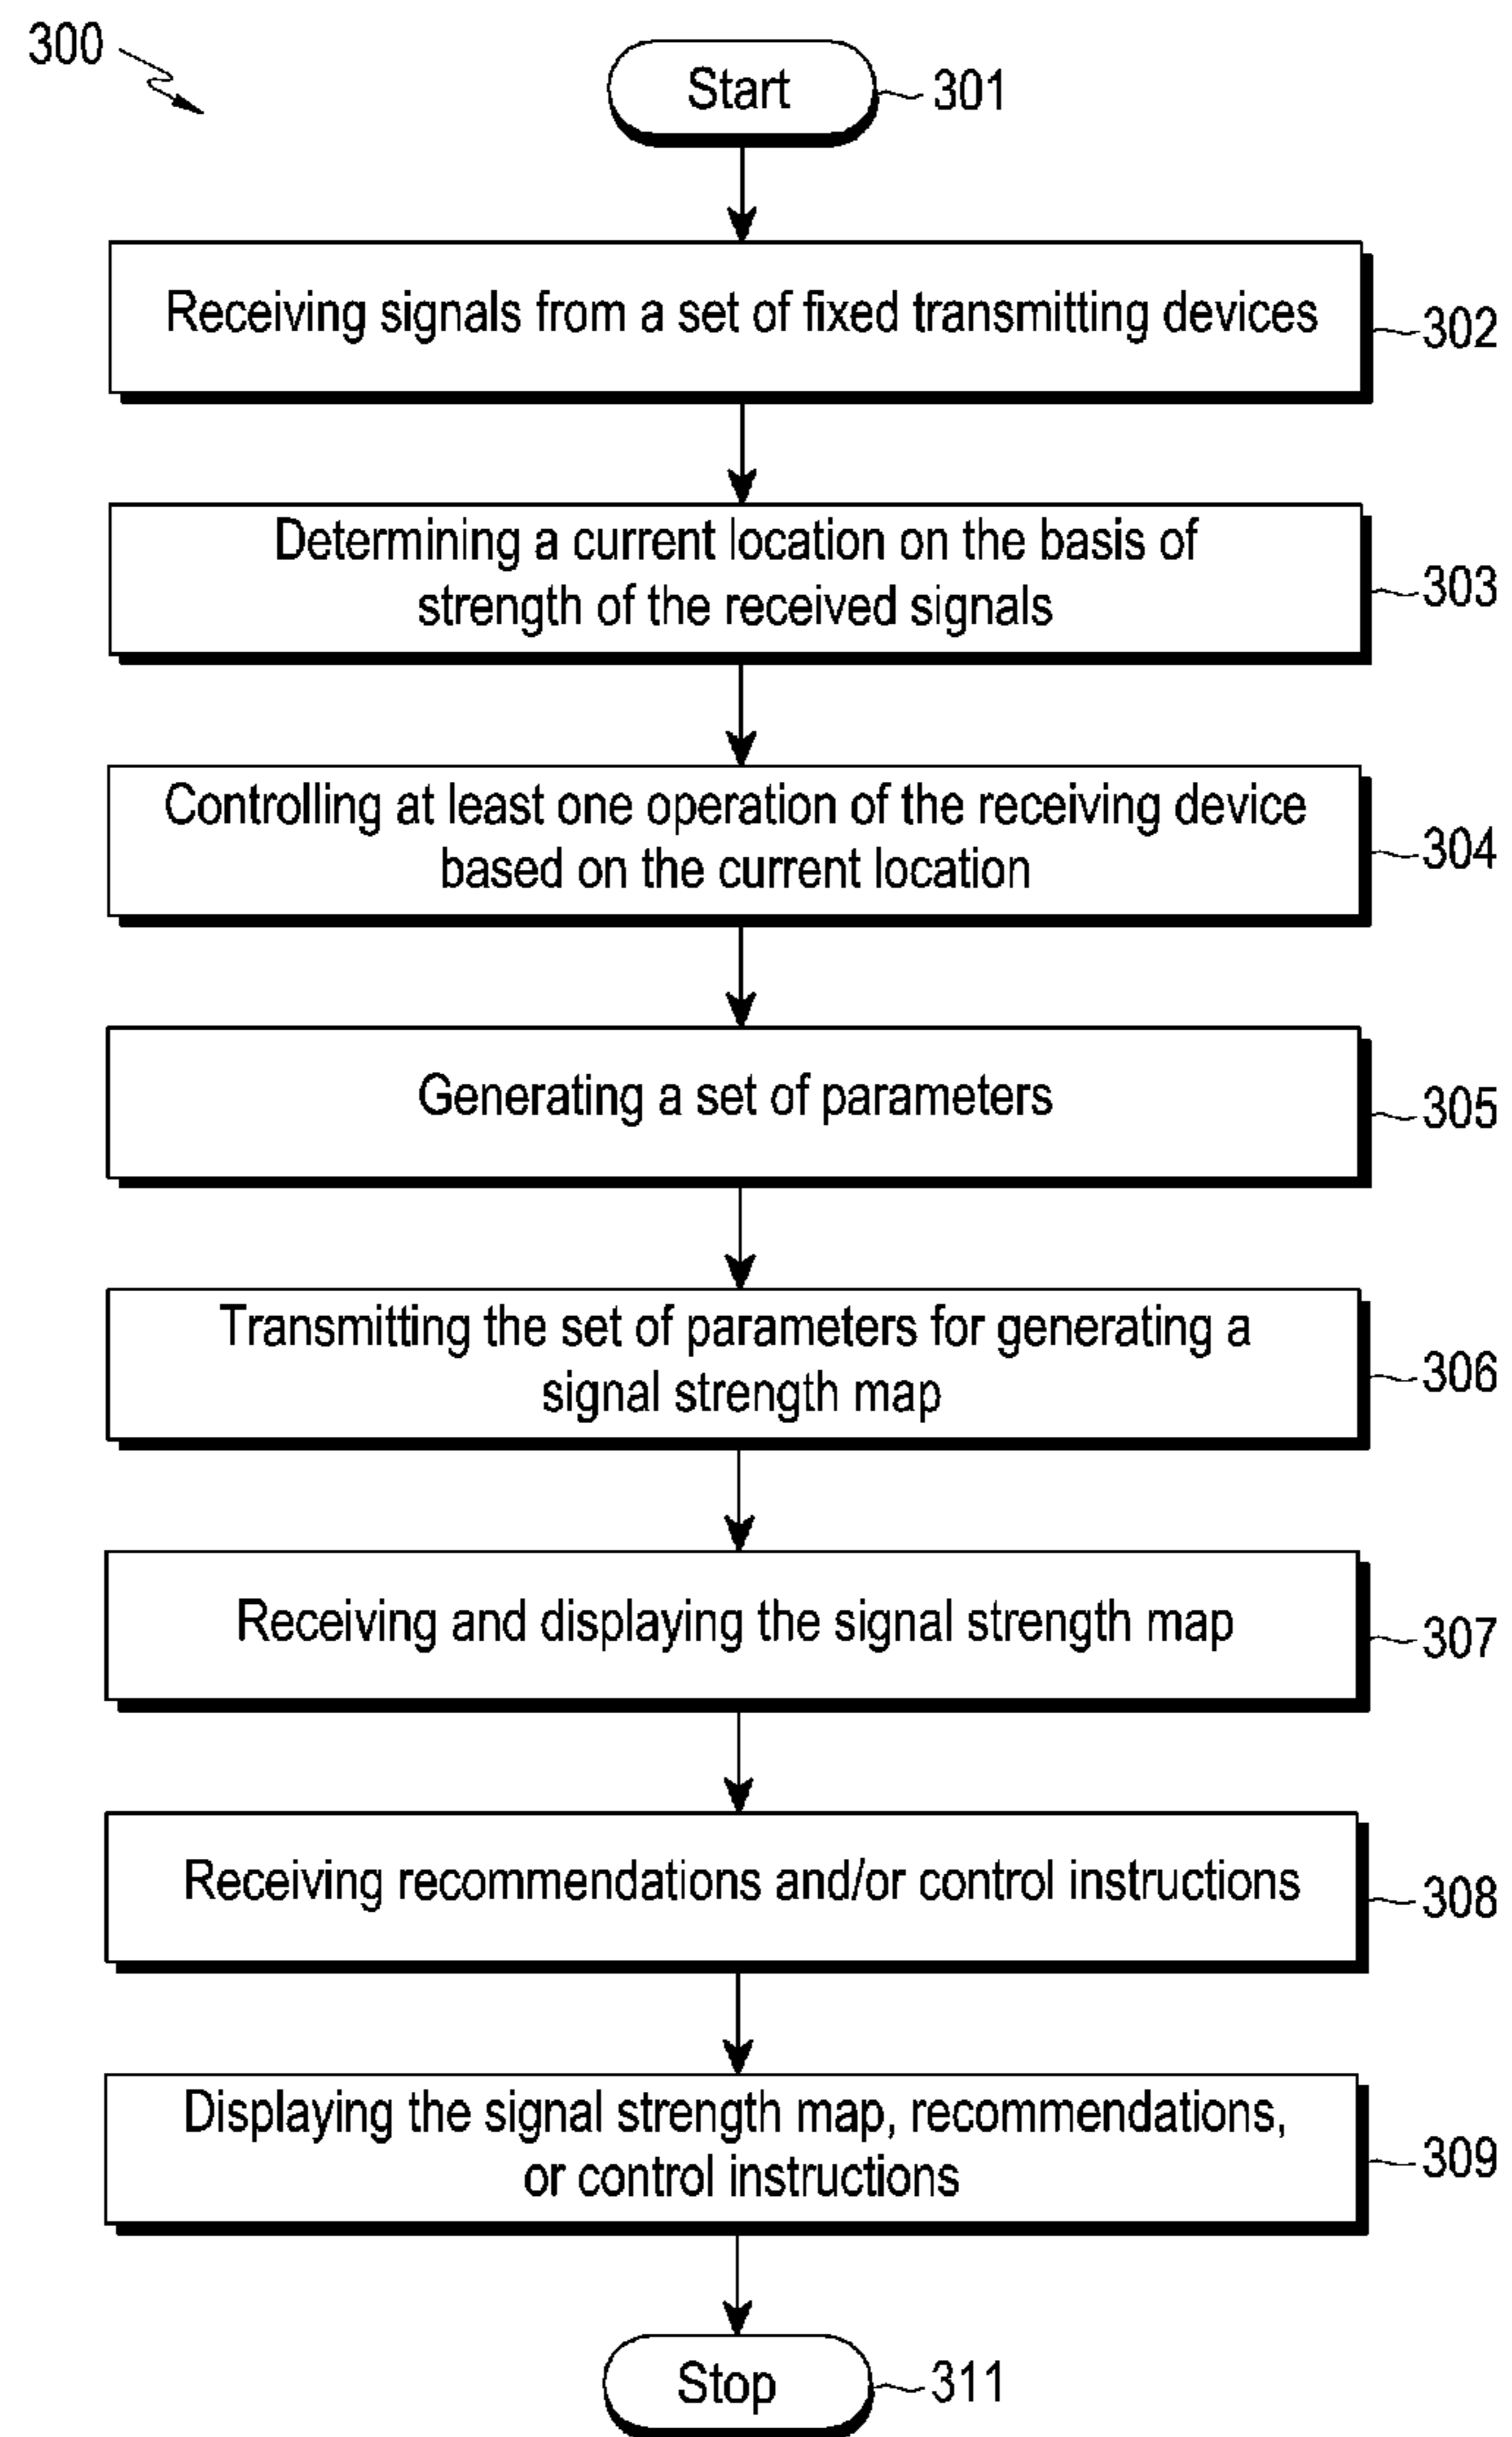 300
Start
301
Receiving signals from a set of fixed transmitting devices
302
Determining a current location on the basis of
strength of the received signals
303
Controlling at least one operation of the receiving device
based on the current location
304
Generating a set of parameters
305
Transmitting the set of parameters for generating a
signal strength map
306
Receiving and displaying the signal strength map
307
Receiving recommendations and/or control instructions
308
Displaying the signal strength map, recommendations,
or control instructions
309
Stop
311